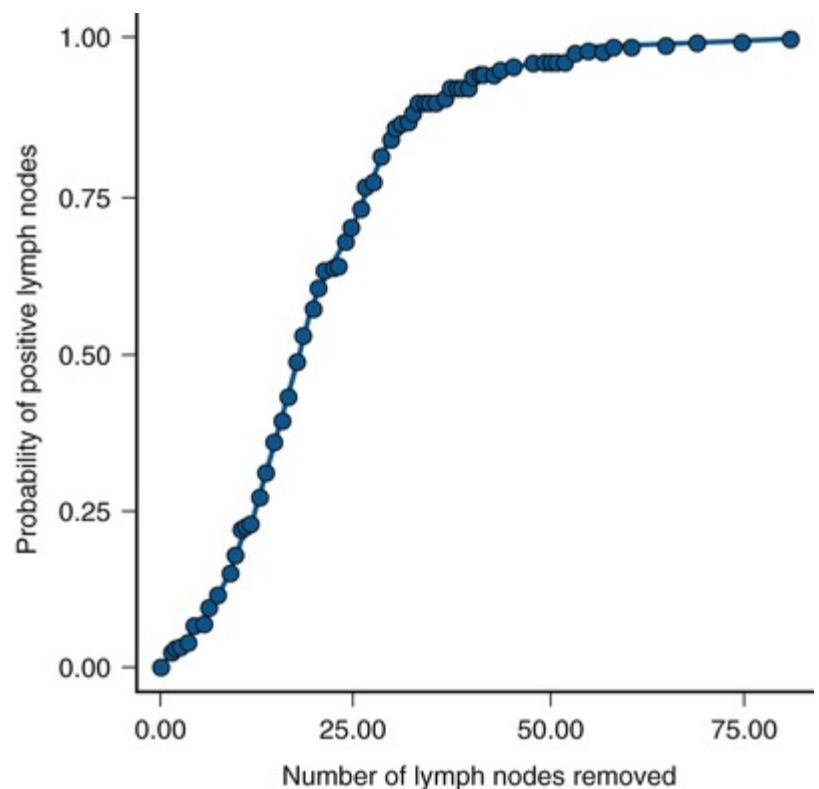 Probability of positive lymph nodes
1.00
0.75
0.50
0.25
0.00
0.00 25.00 50.00 75.00
Number of lymph nodes removed